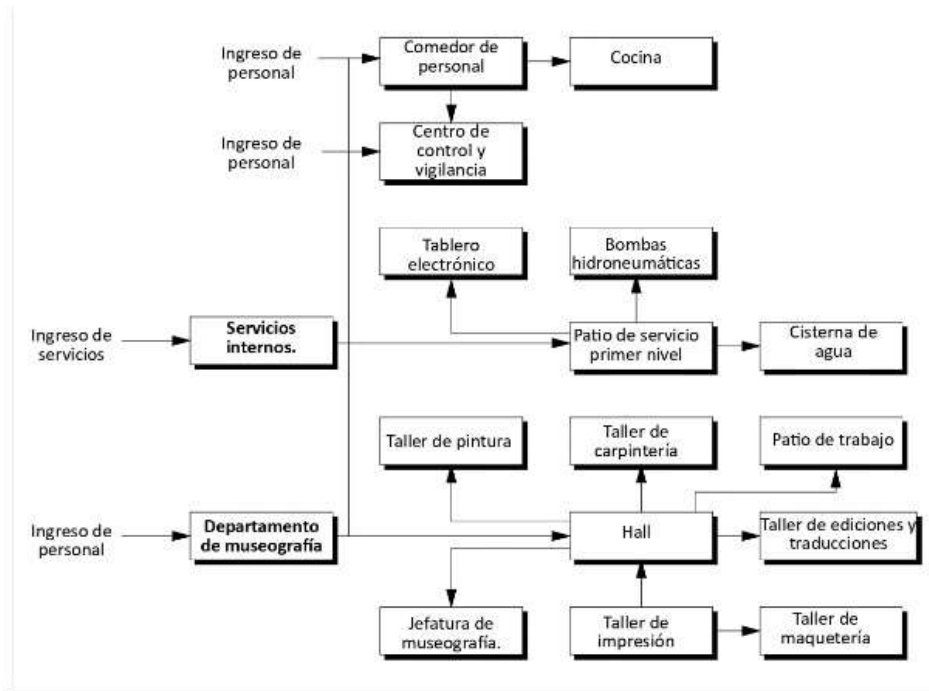 Ingreso de
personal
Comedor de
personal
Cocina
Ingreso de
personal
Centro de
control y
vigilancia
Tablero
electrónico
Bombas
hidroneumáticas
Ingreso de
servicios
Servicios
internos.
Patio de servicio
primer nivel
Cisterna de
agua
Taller de pintura
Taller de
carpintería
Patio de trabajo
Ingreso de
personal
Departamento
de museografía
Hall
Taller de ediciones y
traducciones
Jefatura de
museografía.
Taller de
impresión
Taller de
maquetería